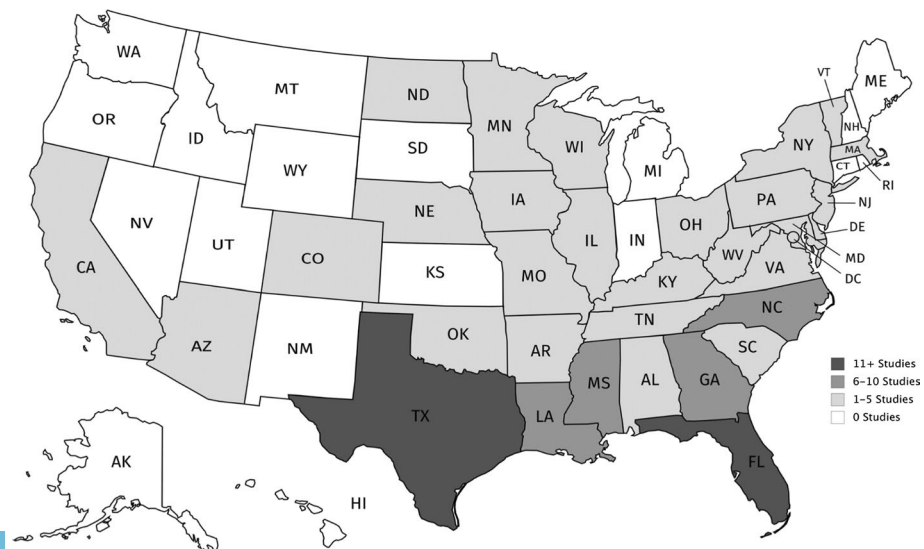 WA
MT
ND
MN
VT
ME
OR
ID
SD
WI
MI
NY
NH
MA
CT
RI
WY
NE
IA
PA
NJ
NV
UT
CO
IL
IN
OH
DE
MD
DC
CA
KS
MO
WV
VA
KY
AZ
NM
OK
AR
TN
NC
SC
MS
AL
GA
TX
LA
FL
AK
HI
11+ Studies
6–10 Studies
1–5 Studies
0 Studies